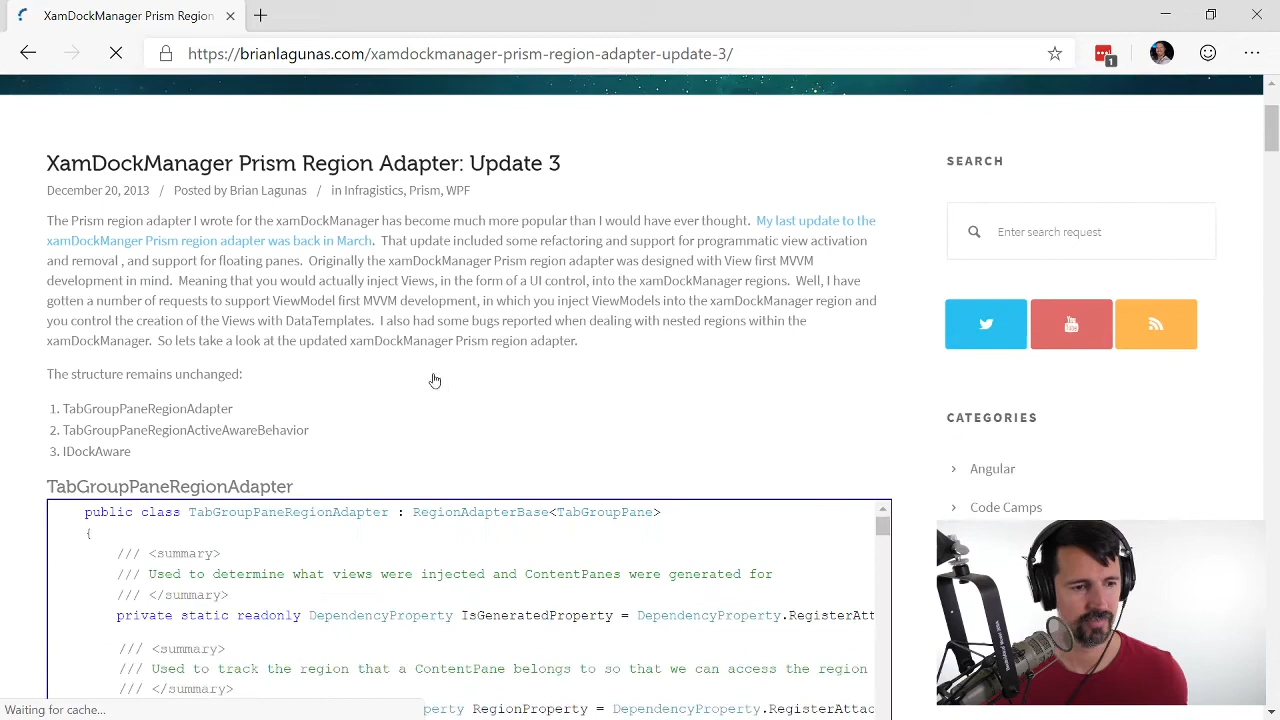 XamDockManager Prism Region
https://brianlagunas.com/xamdockmanager-prism-region-adapter-update-3/
1
XamDockManager Prism Region Adapter: Update 3
December 20, 2013 / Posted by Brian Lagunas / in Infragistics, Prism, WPF
The Prism region adapter I wrote for the xamDockManager has become much more popular than I would have ever thought. My last update to the
xamDockManger Prism region adapter was back in March. That update included some refactoring and support for programmatic view activation
and removal , and support for floating panes. Originally the xamDockManager Prism region adapter was designed with View first MVVM
development in mind. Meaning that you would actually inject Views, in the form of a UI control, into the xamDockManager regions. Well, I have
gotten a number of requests to support ViewModel first MVVM development, in which you inject ViewModels into the xamDockManager region and
you control the creation of the Views with DataTemplates. I also had some bugs reported when dealing with nested regions within the
xamDockManager. So lets take a look at the updated xamDockManager Prism region adapter.
The structure remains unchanged:
1. TabGroupPaneRegionAdapter
2. TabGroupPaneRegionActiveAwareBehavior
3. IDockAware
TabGroupPaneRegionAdapter
public class TabGroupPaneRegionAdapter : RegionAdapterBase<TabGroupPane>
{
/// <summary>
/// Used to determine what views were injected and ContentPanes were generated for
/// </summary>
private static readonly DependencyProperty IsGeneratedProperty = DependencyProperty.RegisterAtt
/// <summary>
/// Used to track the region that a ContentPane belongs to so that we can access the region
/// </summary>
perty RegionProperty = DependencyProperty.RegisterAttac
SEARCH
Enter search request
You
CATEGORIES
Angular
Code Camps
Waiting for cache...